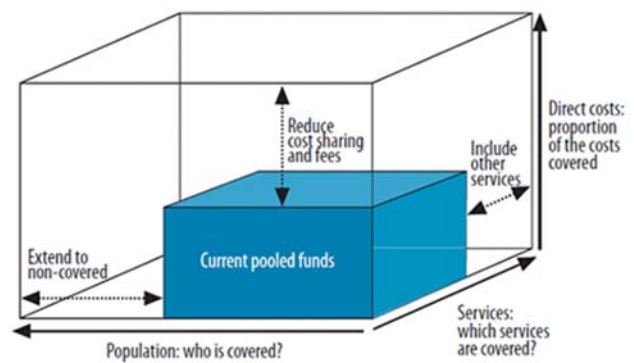 Direct costs:
proportion
of the costs
covered
Reduce
cost sharing
and fees
Include
other
services
Extend to
non-covered
Current pooled funds
Services:
which services
are covered?
Population: who is covered?